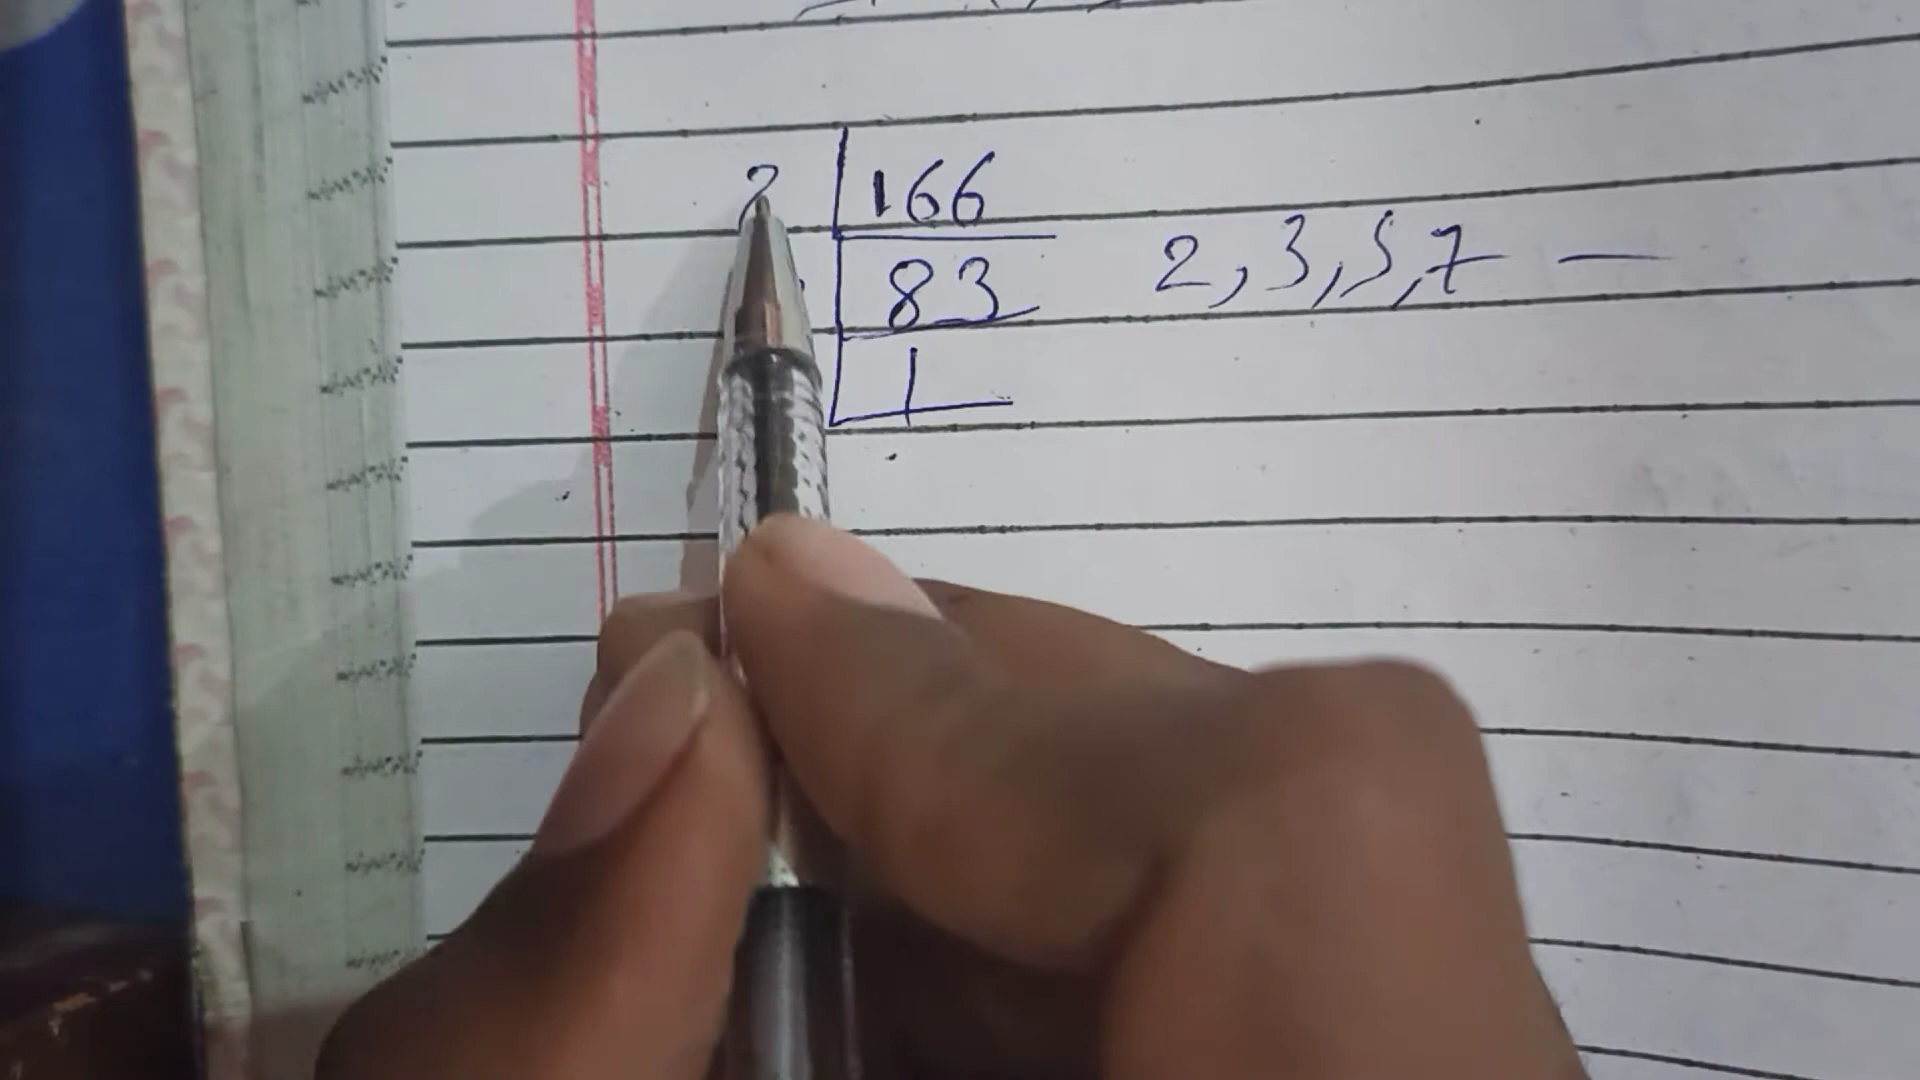 2 166
83 2, 3, 5, 7 —
1